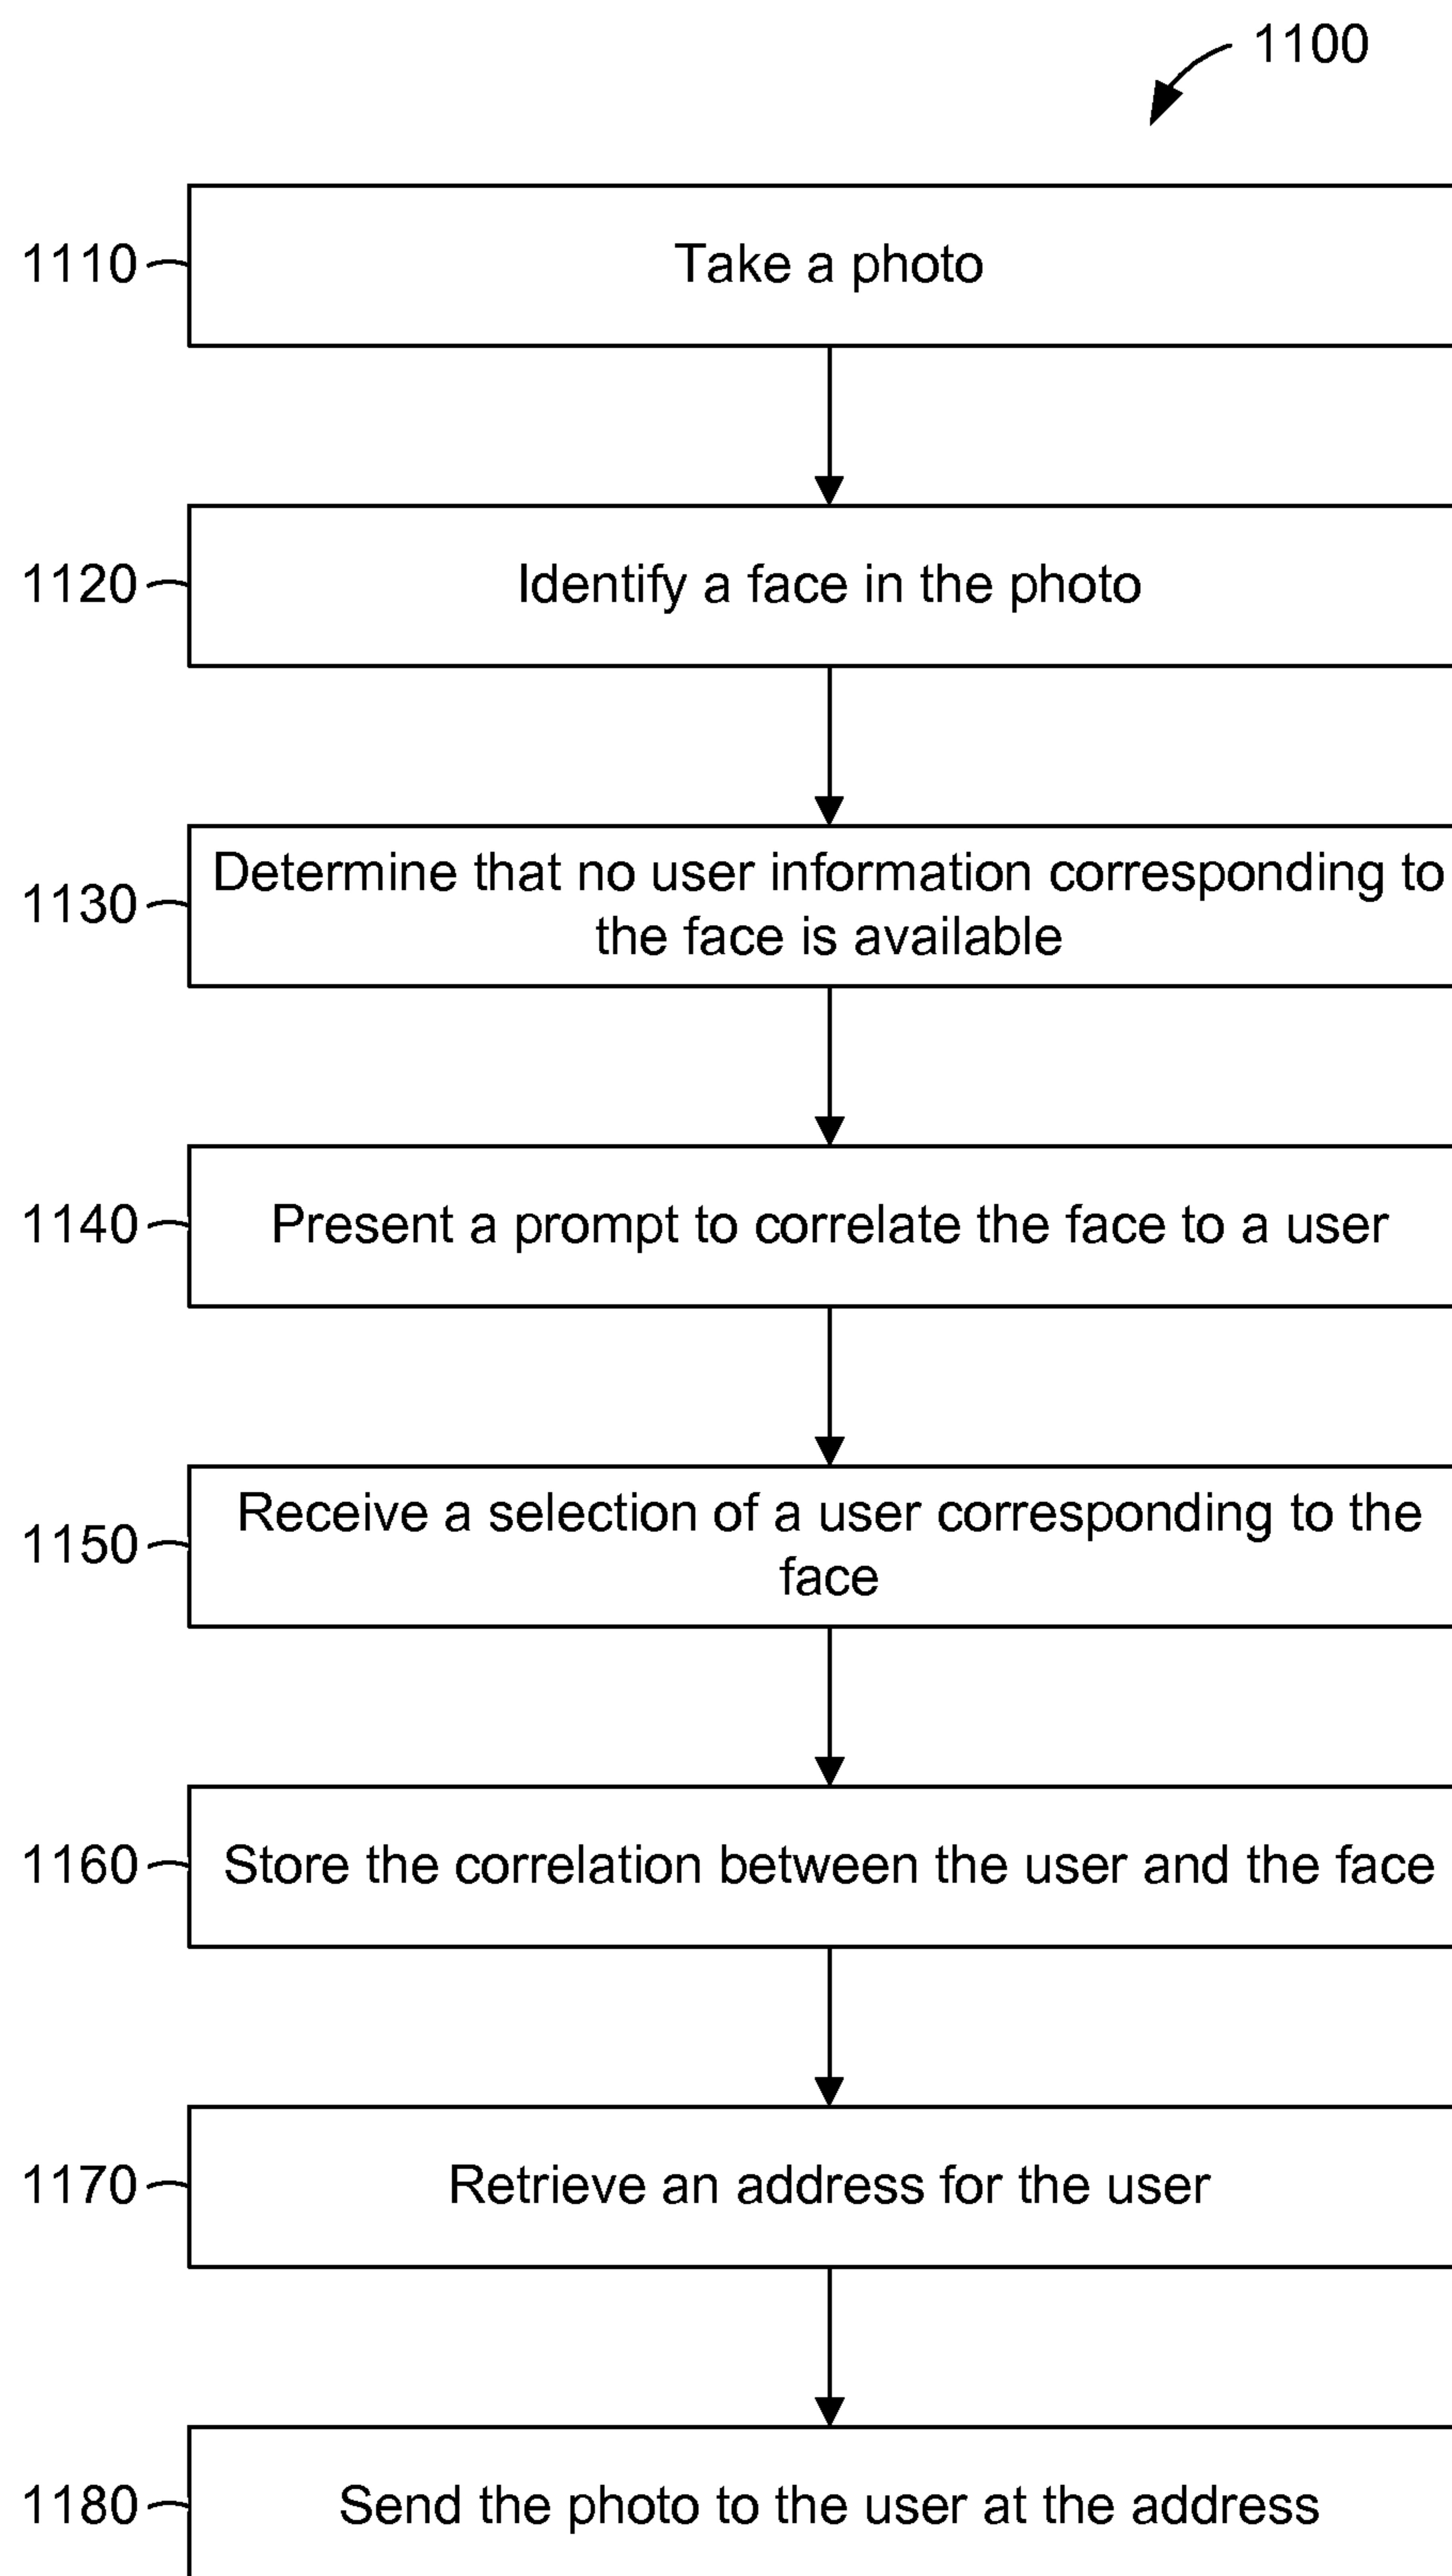 1100
1110
Take a photo
1120
Identify a face in the photo
1130
Determine that no user information corresponding to
the face is available
1140
Present a prompt to correlate the face to a user
1150
Receive a selection of a user corresponding to the
face
1160
Store the correlation between the user and the face
1170
Retrieve an address for the user
1180
Send the photo to the user at the address